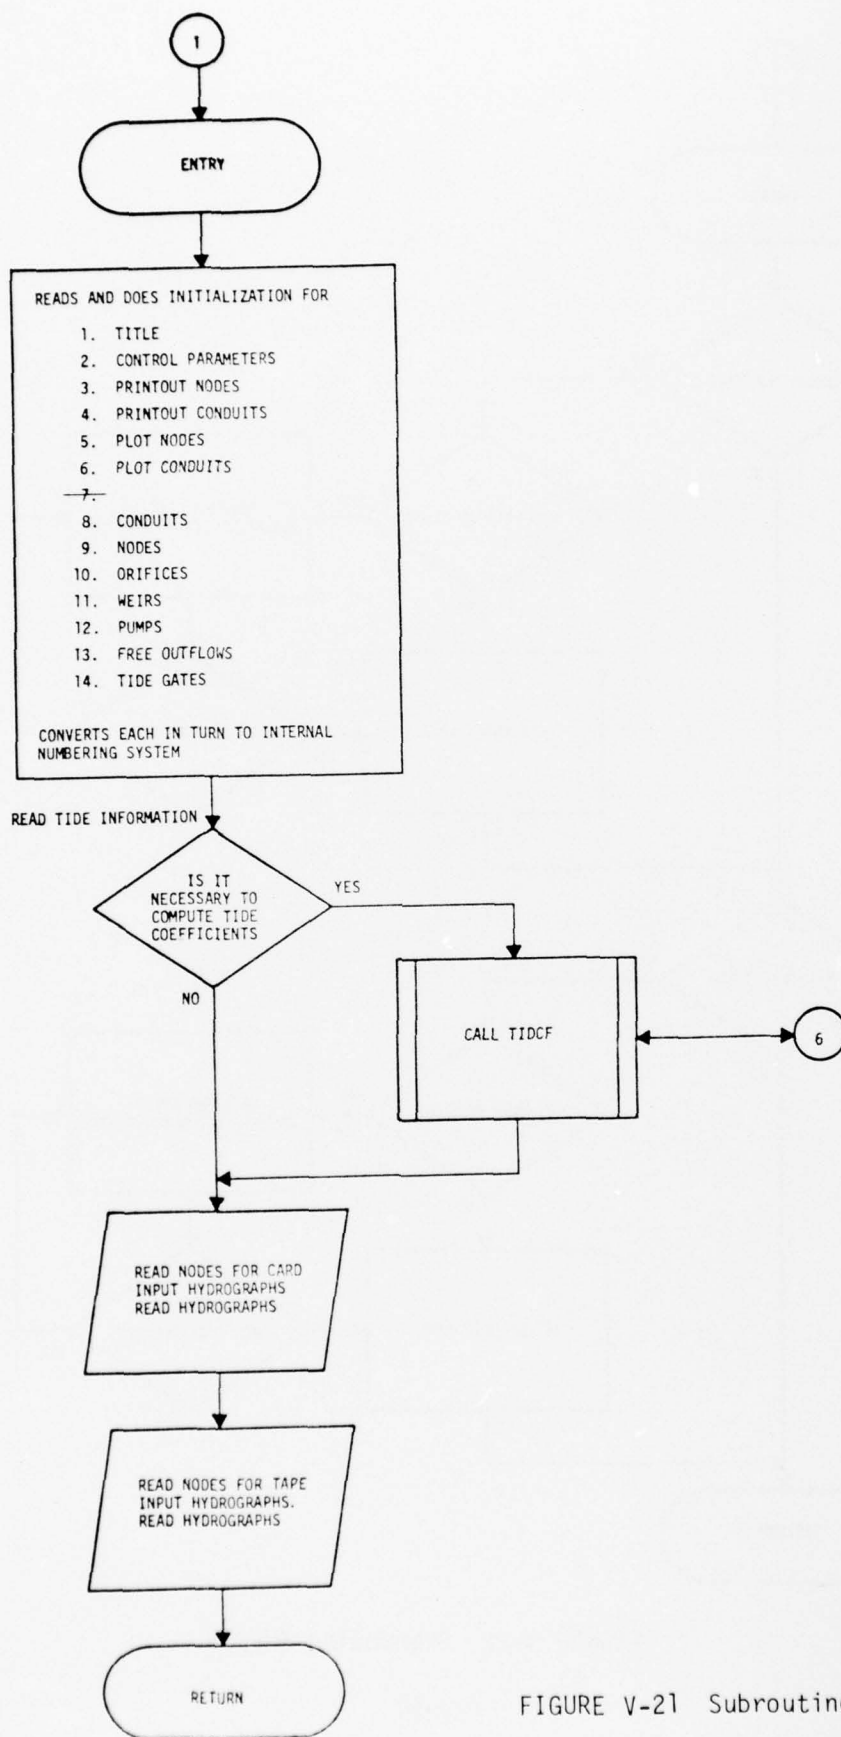 1
ENTRY
READS AND DOES INITIALIZATION FOR
1. TITLE
2. CONTROL PARAMETERS
3. PRINTOUT NODES
4. PRINTOUT CONDUITS
5. PLOT NODES
6. PLOT CONDUITS
7.
8. CONDUITS
9. NODES
10. ORIFICES
11. WEIRS
12. PUMPS
13. FREE OUTFLOWS
14. TIDE GATES
CONVERTS EACH IN TURN TO INTERNAL
NUMBERING SYSTEM
READ TIDE INFORMATION
IS IT
NECESSARY TO
COMPUTE TIDE
COEFFICIENTS
YES
NO
CALL TIDCF
6
READ NODES FOR CARD
INPUT HYDROGRAPHS
READ HYDROGRAPHS
READ NODES FOR TAPE
INPUT HYDROGRAPHS.
READ HYDROGRAPHS
RETURN
FIGURE V-21 Subroutine